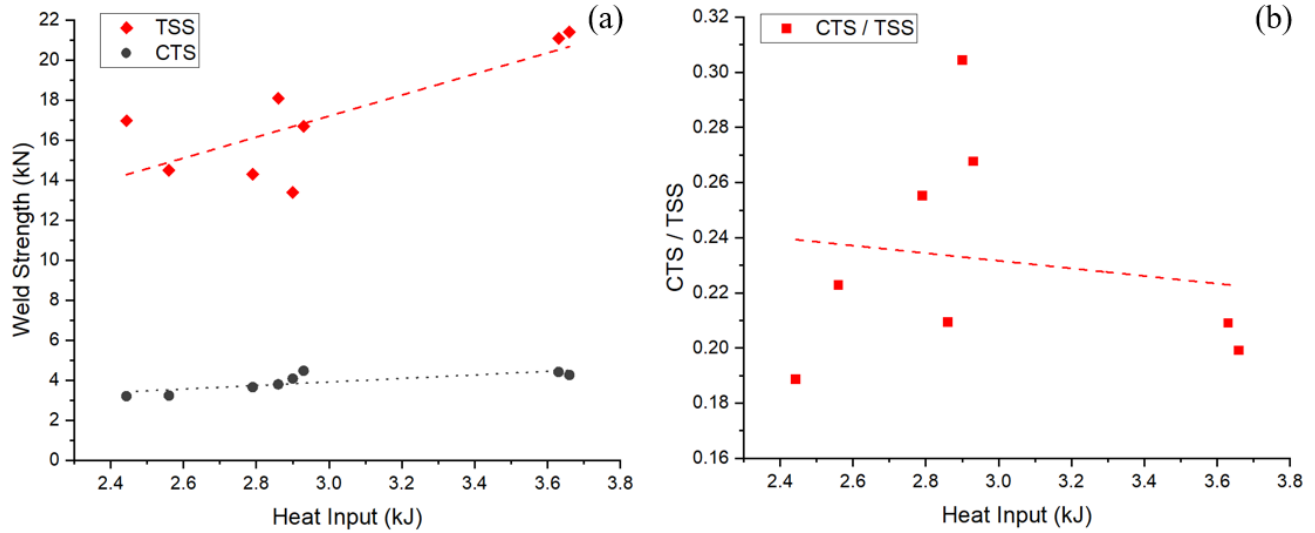 (a)
TSS
CTS
22
20
18
16
14
12
10
8
6
4
2
0
Weld Strength (kN)
2.4 2.6 2.8 3.0 3.2 3.4 3.6 3.8
Heat Input (kJ)
(b)
CTS / TSS
0.32
0.30
0.28
0.26
0.24
0.22
0.20
0.18
0.16
CTS / TSS
2.4 2.6 2.8 3.0 3.2 3.4 3.6 3.8
Heat Input (kJ)